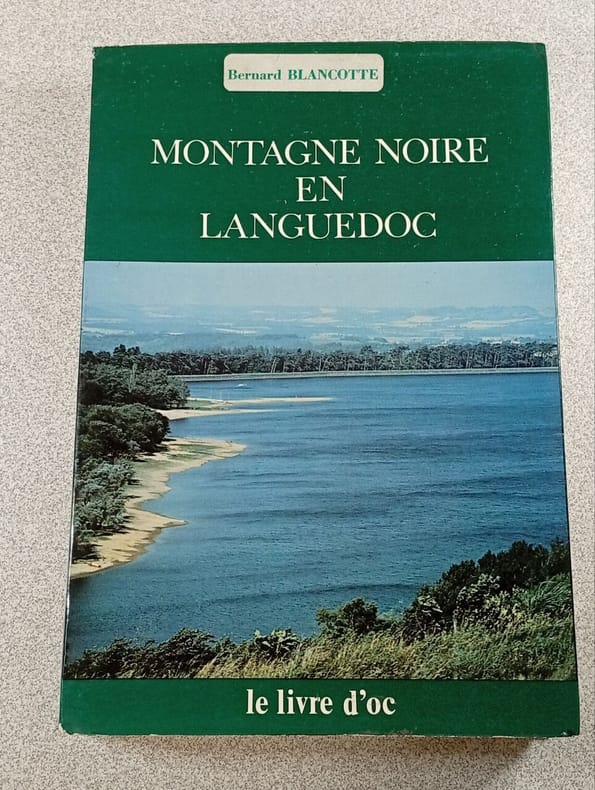 Bernard BLANCOTTE
MONTAGNE NOIRE
EN
LANGUEDOC
le livre d'oc